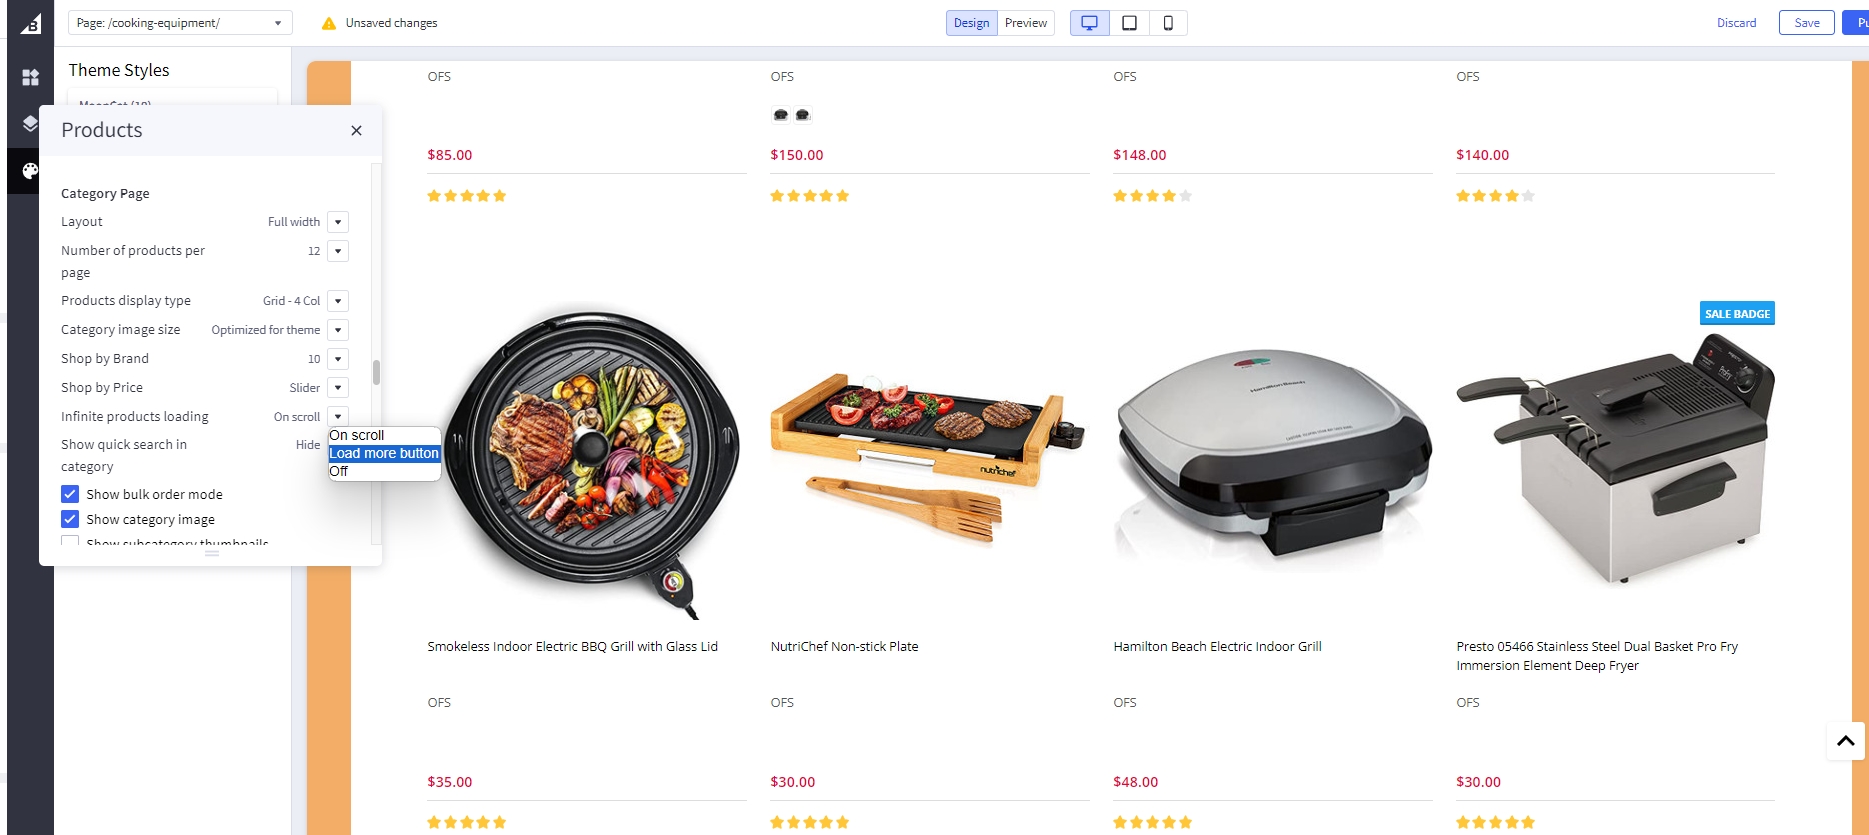 Page: /cooking-equipment/
Unsaved changes
Design
Preview
Discard
Save
Theme Styles
Products
Category Page
Layout
Full width
Number of products per
page
12
Products display type
Grid - 4 Col
Category image size
Optimized for theme
Shop by Brand
10
Shop by Price
Slider
Infinite products loading
On scroll
On scroll
Load more button
Off
Show quick search in
category
Hide
Show bulk order mode
Show category image
Show subcategory thumbnails
OFS
OFS
OFS
OFS
$85.00
$150.00
$148.00
$140.00
SALE BADGE
HamiltonBeach
nutrichef
Smokeless Indoor Electric BBQ Grill with Glass Lid
NutriChef Non-stick Plate
Hamilton Beach Electric Indoor Grill
Presto 05466 Stainless Steel Dual Basket Pro Fry
Immersion Element Deep Fryer
OFS
OFS
OFS
OFS
$35.00
$30.00
$48.00
$30.00